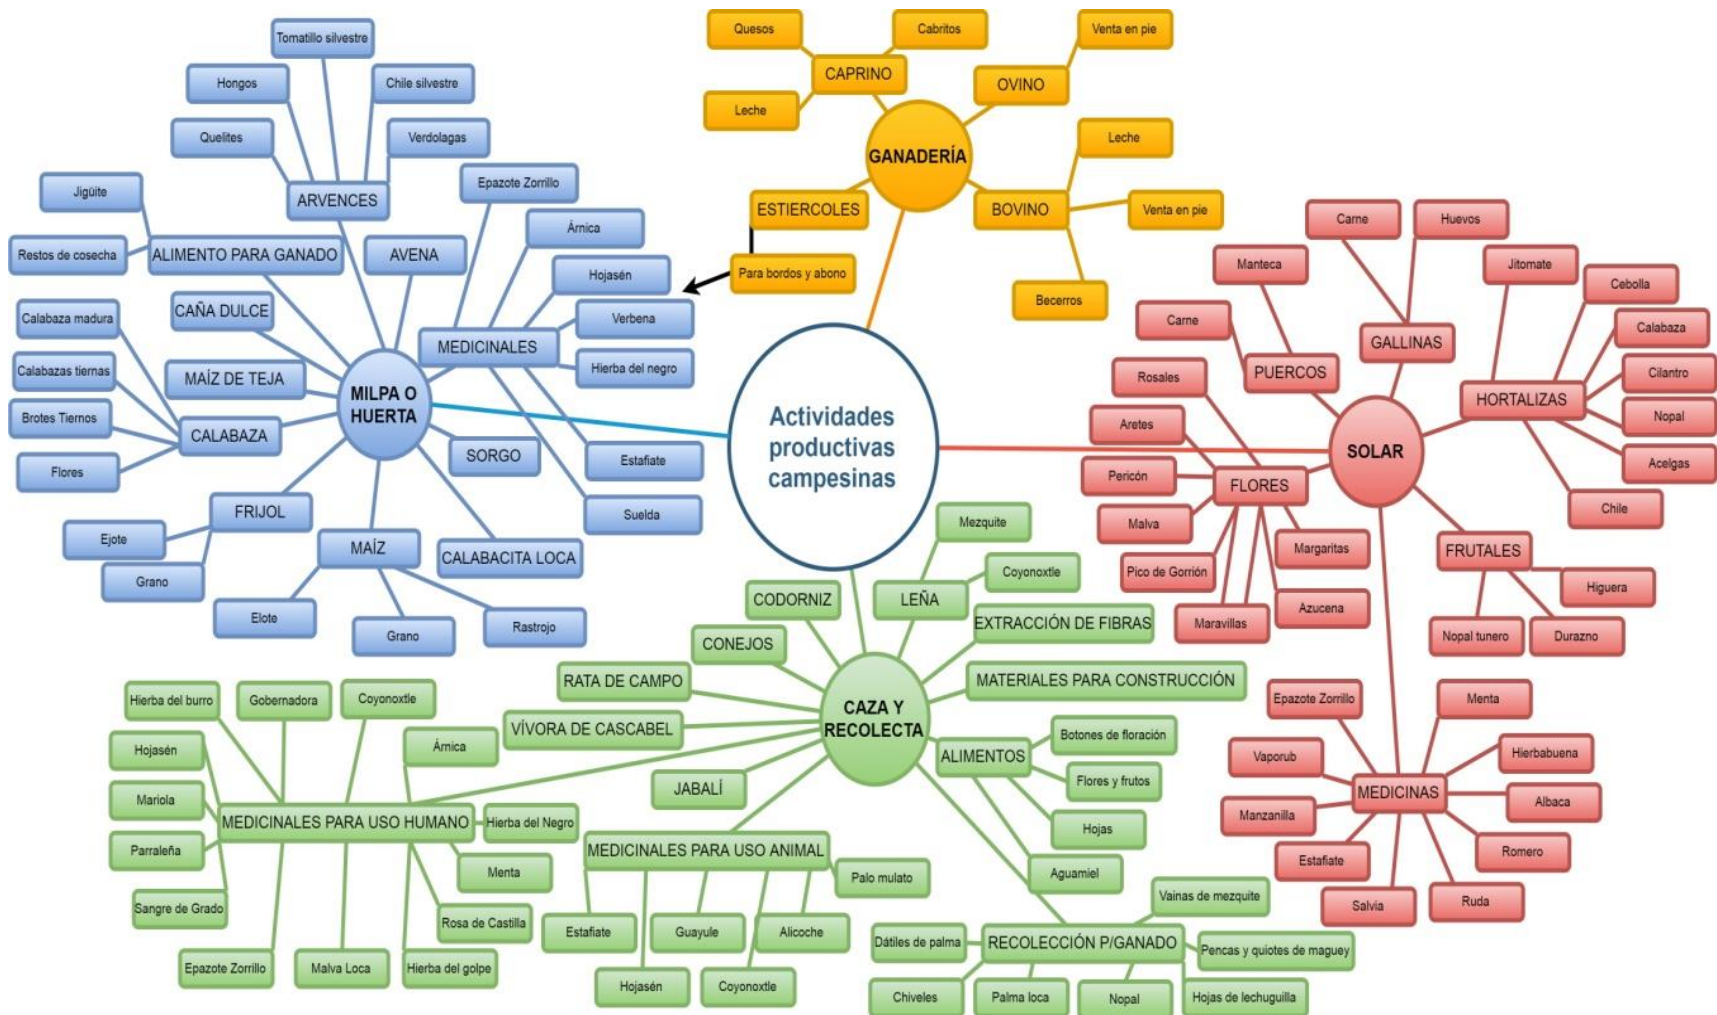 Actividades
productivas
campesinas
MILPA O
HUERTA
ARVENCES
Tomatillo silvestre
Hongos
Chile silvestre
Quelites
Verdolagas
ALIMENTO PARA GANADO
Jigüite
Restos de cosecha
AVENA
CAÑA DULCE
MAÍZ DE TEJA
CALABAZA
Calabaza madura
Calabazas tiernas
Brotes Tiernos
Flores
FRIJOL
Ejote
Grano
MAÍZ
Elote
Grano
Rastrojo
CALABACITA LOCA
SORGO
MEDICINALES
Epazote Zorrillo
Árnica
Hojasén
Verbena
Hierba del negro
Estafiate
Suelda
GANADERÍA
CAPRINO
Quesos
Cabritos
Leche
OVINO
Venta en pie
BOVINO
Leche
Venta en pie
Becerros
ESTIERCOLES
Para bordos y abono
SOLAR
GALLINAS
Carne
Huevos
PUERCOS
Manteca
Carne
HORTALIZAS
Jitomate
Cebolla
Calabaza
Cilantro
Nopal
Acelgas
Chile
FLORES
Rosales
Aretes
Pericón
Malva
Pico de Gorrión
Maravillas
Azucena
Margaritas
FRUTALES
Higuera
Durazno
Nopal tunero
MEDICINAS
Epazote Zorrillo
Menta
Vaporub
Hierbabuena
Manzanilla
Albaca
Estafiate
Romero
Salvia
Ruda
CAZA Y
RECOLECTA
CODORNIZ
CONEJOS
RATA DE CAMPO
VÍVORA DE CASCABEL
JABALÍ
LEÑA
Mezquite
Coyonoxtle
EXTRACCIÓN DE FIBRAS
MATERIALES PARA CONSTRUCCIÓN
ALIMENTOS
Botones de floración
Flores y frutos
Hojas
Aguamiel
MEDICINALES PARA USO HUMANO
Hierba del burro
Gobernadora
Coyonoxtle
Árnica
Hojasén
Mariola
Parraleña
Sangre de Grado
Epazote Zorrillo
Malva Loca
Hierba del golpe
Rosa de Castilla
Menta
Hierba del Negro
MEDICINALES PARA USO ANIMAL
Palo mulato
Estafiate
Guayule
Alicoche
Hojasén
Coyonoxtle
RECOLECCIÓN P/GANADO
Vainas de mezquite
Dátiles de palma
Pencas y quiotes de maguey
Chiveles
Palma loca
Nopal
Hojas de lechuguilla